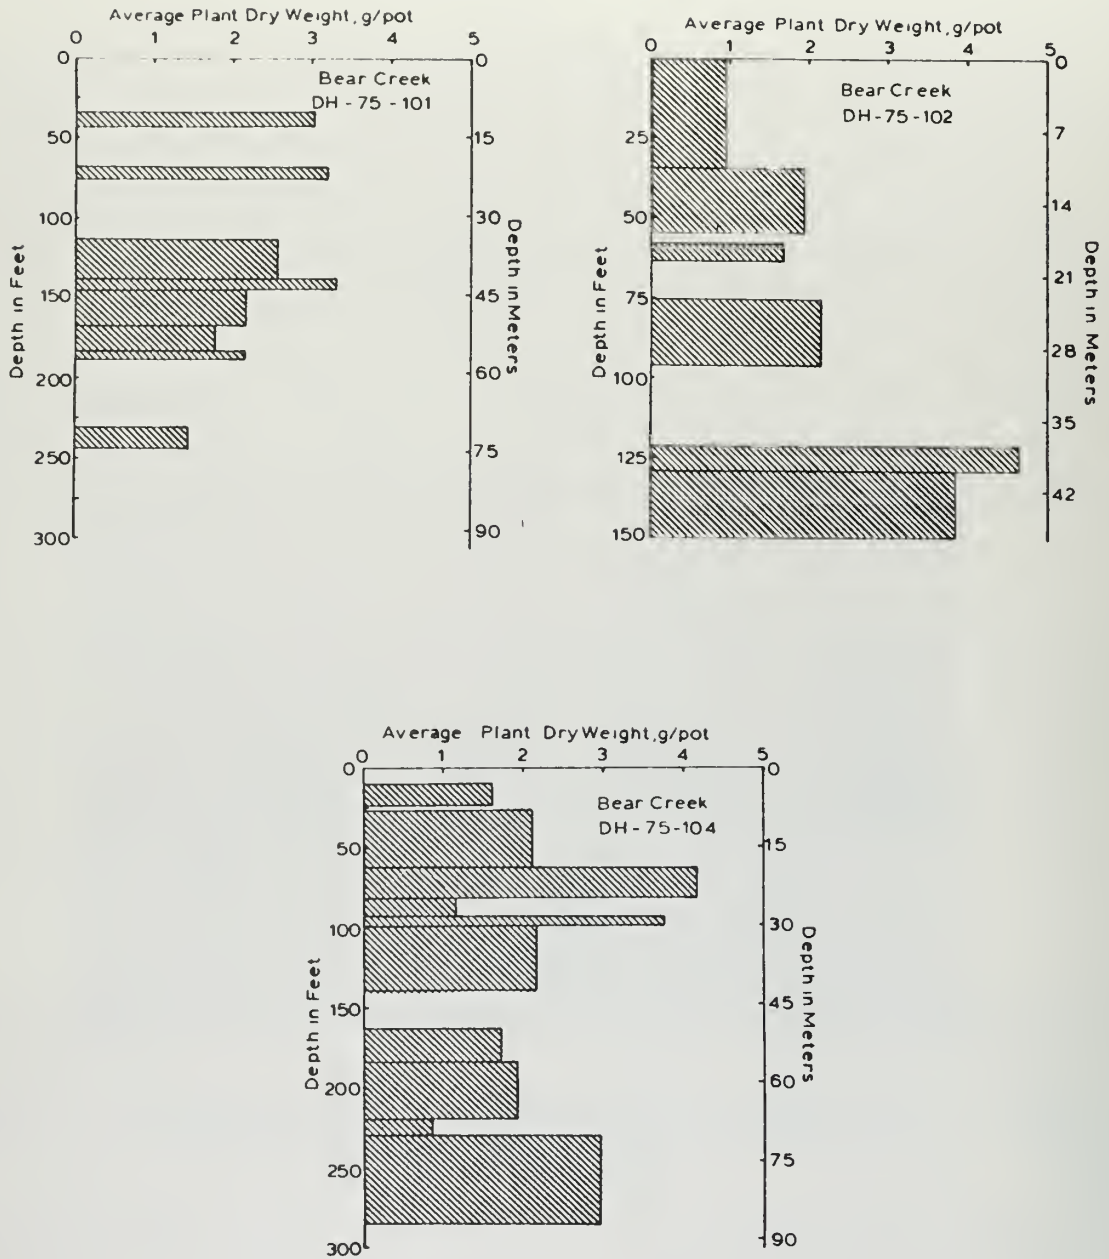 Average Plant Dry Weight, g/pot
0 1 2 3 4 5
Bear Creek
DH-75-101
0
50
100
150
200
250
300
Depth in Feet
0
15
30
45
60
75
90
Depth in Meters
Average Plant Dry Weight, g/pot
0 1 2 3 4 5
Bear Creek
DH-75-102
25
50
75
100
125
150
Depth in Feet
0
7
14
21
28
35
42
Depth in Meters
Average Plant Dry Weight, g/pot
0 1 2 3 4 5
Bear Creek
DH-75-104
0
50
100
150
200
250
300
Depth in Feet
0
15
30
45
60
75
90
Depth in Meters